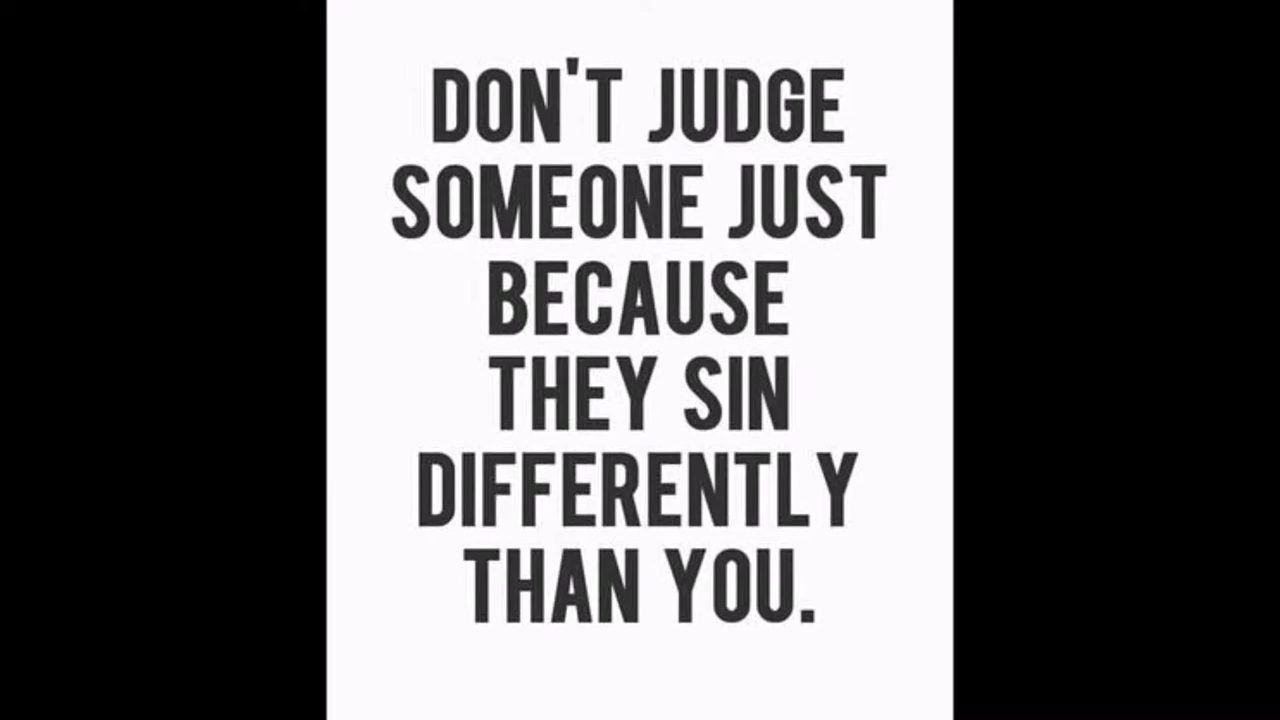 DON'T JUDGE
SOMEONE JUST
BECAUSE
THEY SIN
DIFFERENTLY
THAN YOU.